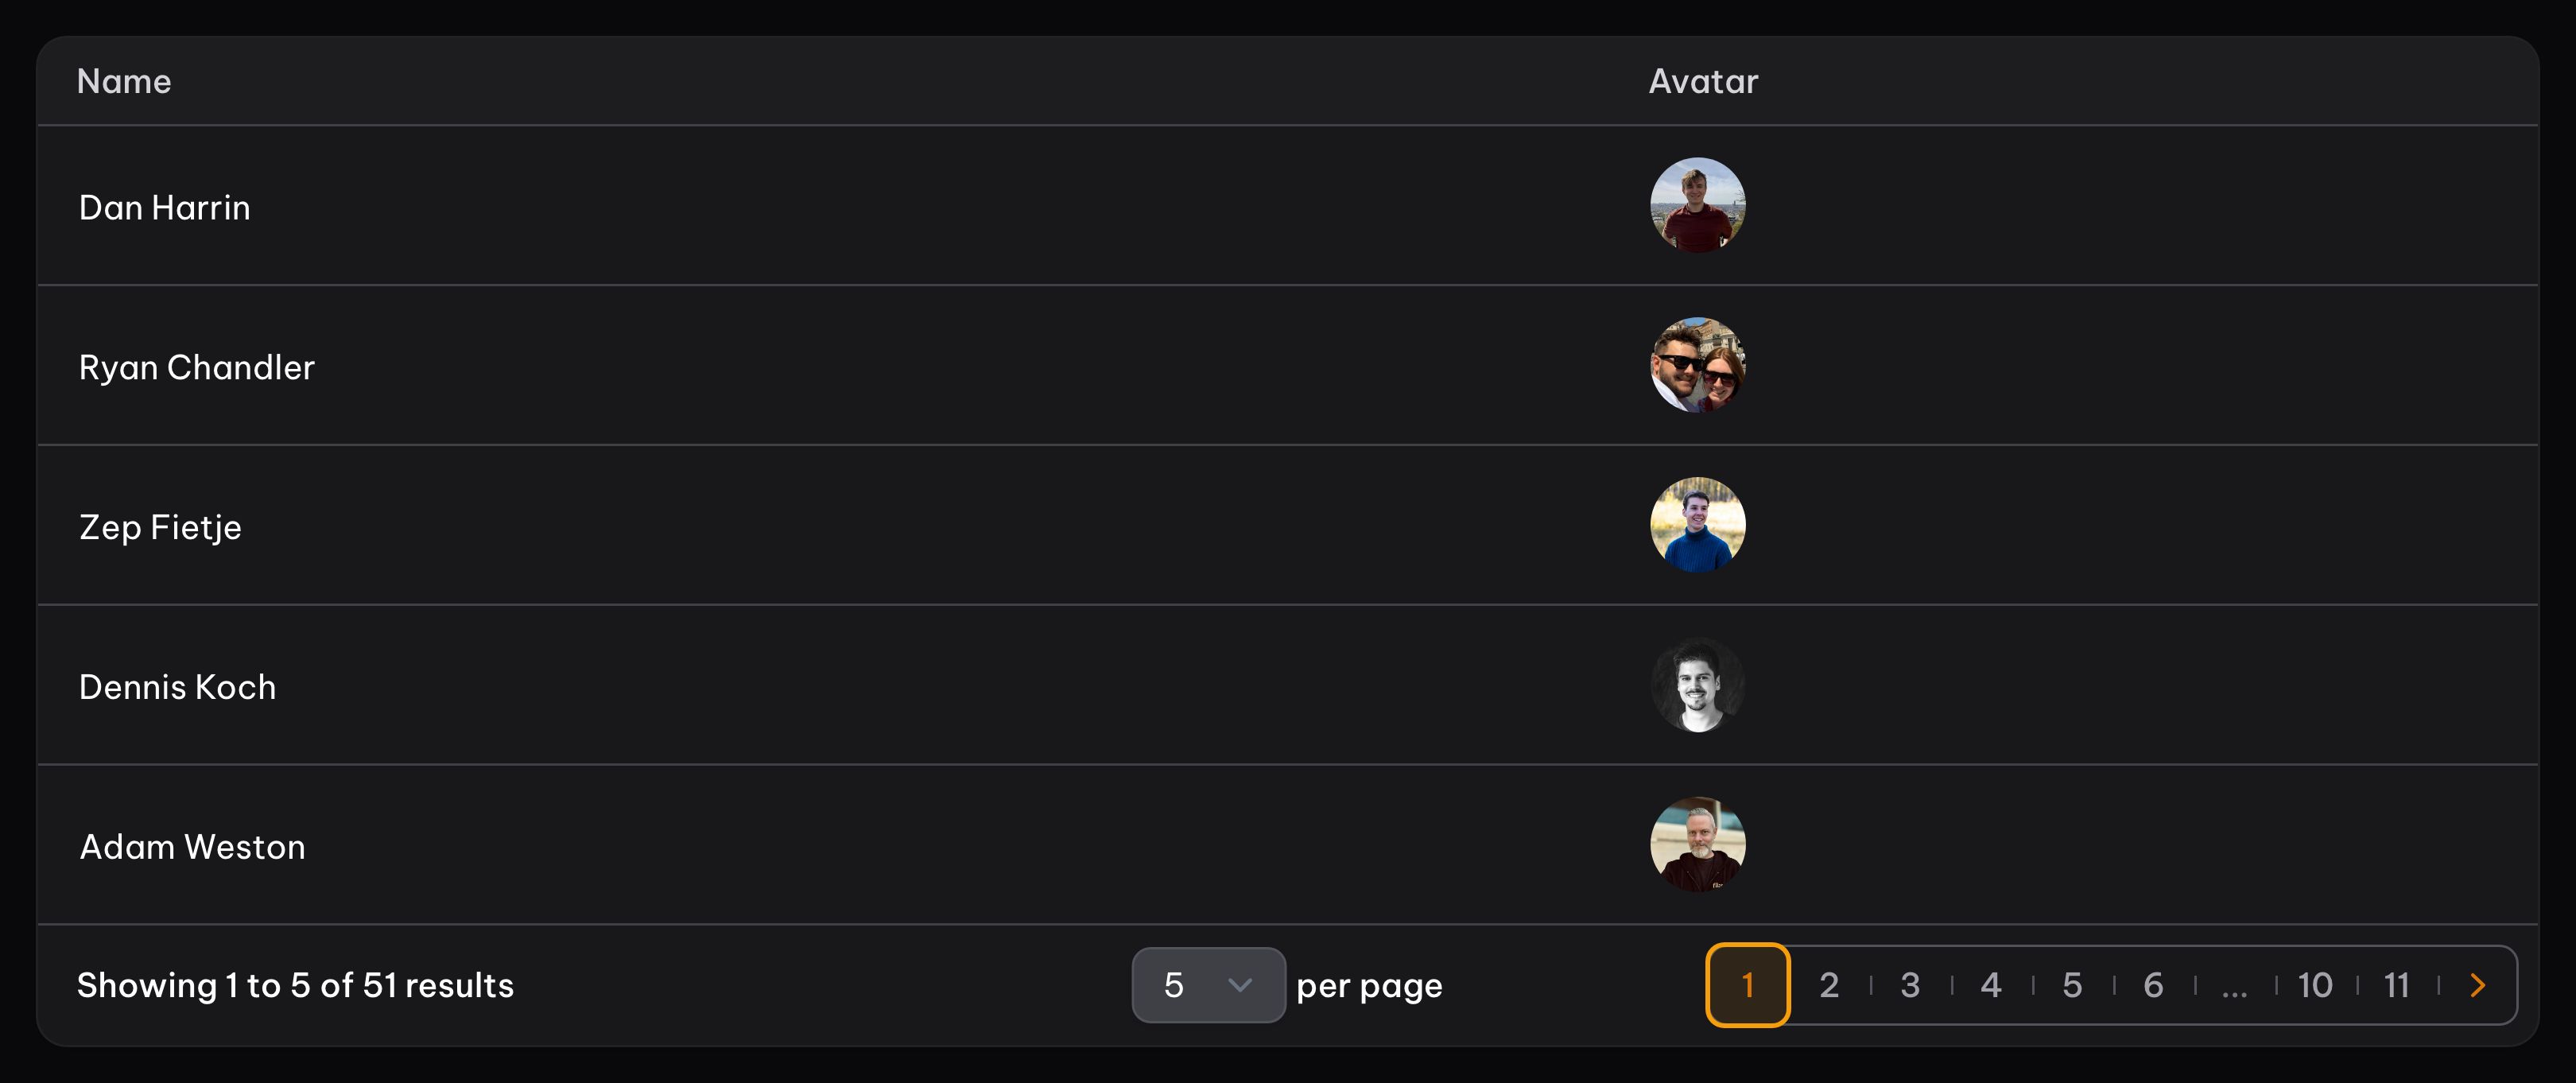 Name Avatar
Dan Harrin
Ryan Chandler
Zep Fietje
Dennis Koch
Adam Weston
Showing 1 to 5 of 51 results 5 per page 1 2 3 4 5 6 ... 10 11